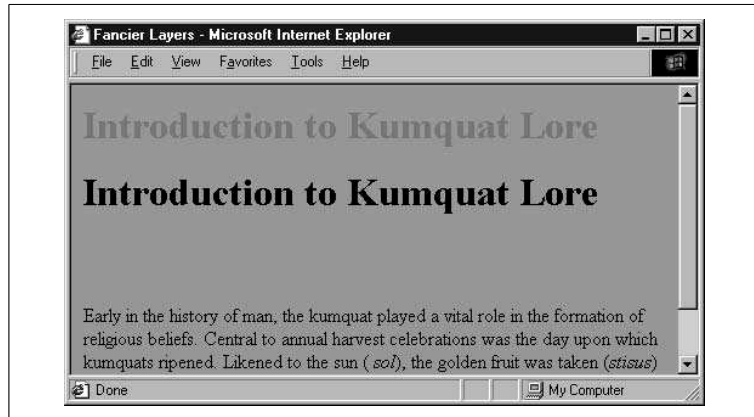 Fancier Layers - Microsoft Internet Explorer
File Edit View Favorites Tools Help
Introduction to Kumquat Lore
Introduction to Kumquat Lore
Early in the history of man, the kumquat played a vital role in the formation of
religious beliefs. Central to annual harvest celebrations was the day upon which
kumquats ripened. Likened to the sun ( sol), the golden fruit was taken (stisus)
Done
My Computer